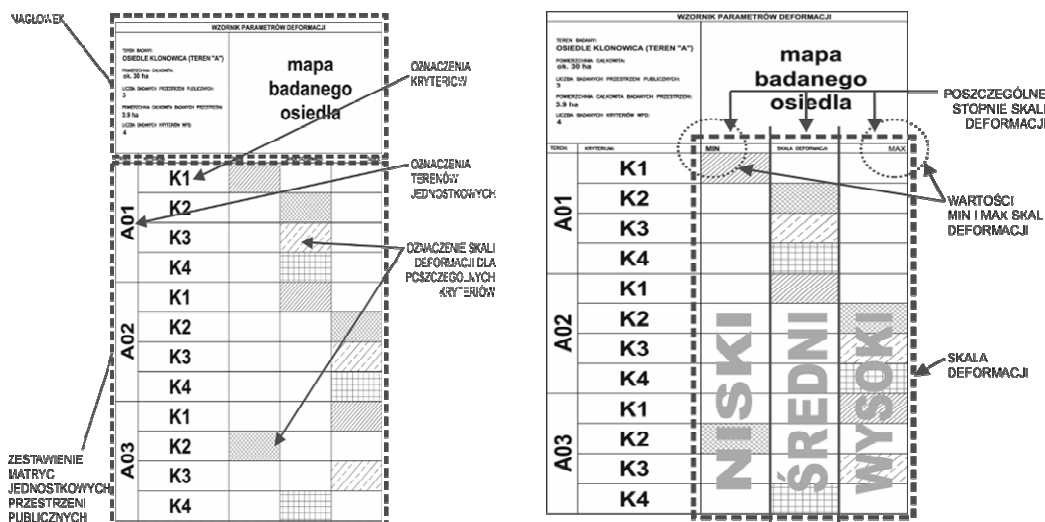 NAGŁÓWEK
WZORNIK PARAMETRÓW DEFORMACJI
TEREN BADANY:
OSIEDLE KLONOWICA (TEREN "A")
POWIERZCHNIA CAŁKOWITA:
ok. 30 ha
LICZBA BADANYCH PRZESTRZENI PUBLICZNYCH:
3
POWIERZCHNIA CAŁKOWITA BADANYCH PRZESTRZENI:
3.9 ha
LICZBA BADANYCH KRYTERIÓW WPD:
4
mapa
badanego
osiedla
OZNACZENIA
KRYTERIÓW
OZNACZENIA
TERENÓW
JEDNOSTKOWYCH
OZNACZENIE SKALI
DEFORMACJI DLA
POSZCZEGÓLNYCH
KRYTERIÓW
A01
K1
K2
K3
K4
A02
K1
K2
K3
K4
A03
K1
K2
K3
K4
ZESTAWIENIE
MATRYC
JEDNOSTKOWYCH
PRZESTRZENI
PUBLICZNYCH
WZORNIK PARAMETRÓW DEFORMACJI
TEREN BADANY:
OSIEDLE KLONOWICA (TEREN "A")
POWIERZCHNIA CAŁKOWITA:
ok. 30 ha
LICZBA BADANYCH PRZESTRZENI PUBLICZNYCH:
3
POWIERZCHNIA CAŁKOWITA BADANYCH PRZESTRZENI:
3.9 ha
LICZBA BADANYCH KRYTERIÓW WPD:
4
mapa
badanego
osiedla
POSZCZEGÓLNE
STOPNIE SKALI
DEFORMACJI
TEREN: KRYTERIUM: MIN SKALA DEFORMACJI MAX
A01
K1
K2
K3
K4
A02
K1
K2
K3
K4
A03
K1
K2
K3
K4
NISKI
ŚREDNI
WYSOKI
WARTOŚCI
MIN I MAX SKALI
DEFORMACJI
SKALA
DEFORMACJI